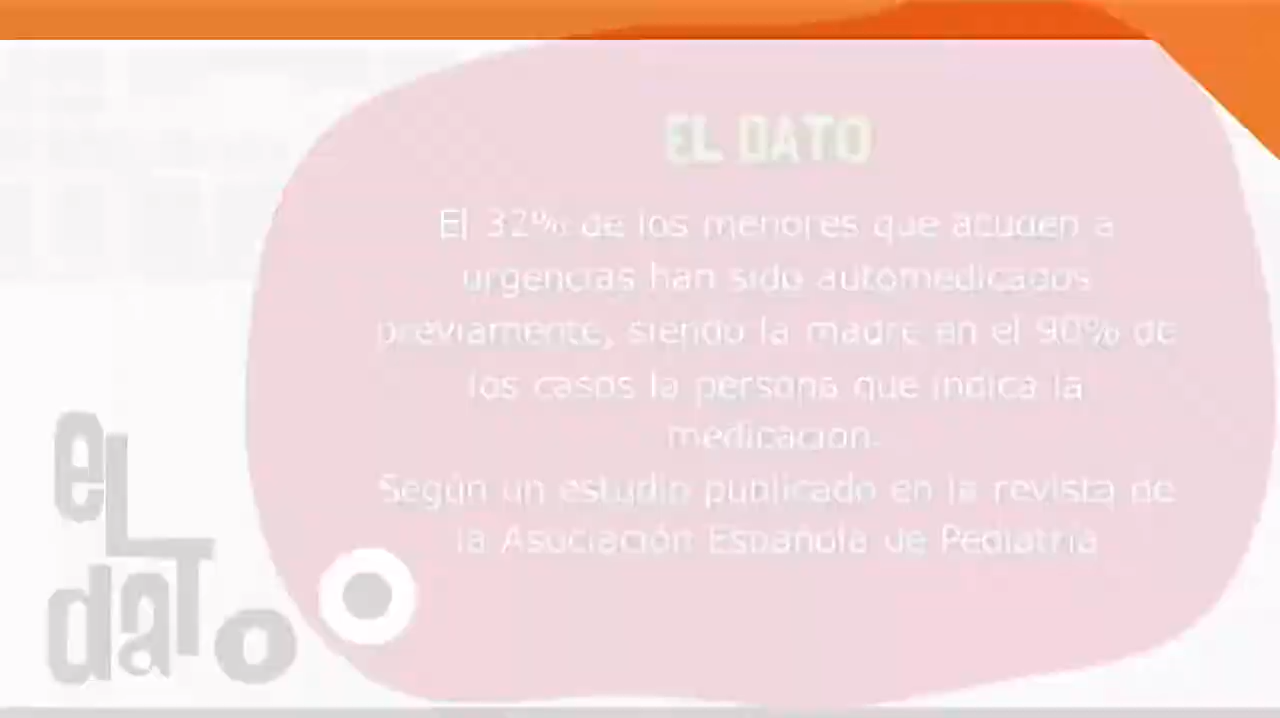 EL DATO
El 32% de los menores que acuden a
urgencias han sido automedicados
previamente, siendo la madre en el 90% de
los casos la persona que indica la
medicación.
Según un estudio publicado en la revista de
la Asociación Española de Pediatría
eL
daTo